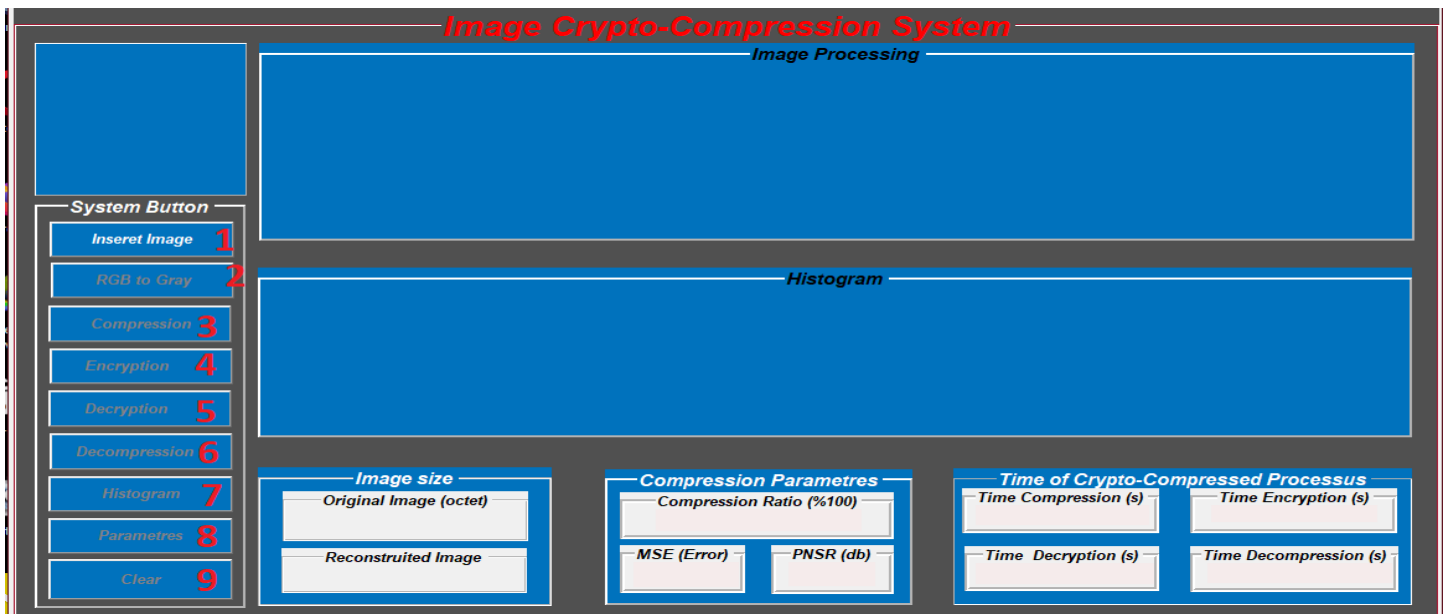 Image Crypto-Compression System
Image Processing
System Button
Inseret Image 1
RGB to Gray 2
Compression 3
Encryption 4
Decryption 5
Decompression 6
Histogram 7
Parametres 8
Clear 9
Histogram
Image size
Original Image (octet)
Reconstruited Image
Compression Parametres
Compression Ratio (%100)
MSE (Error) PNSR (db)
Time of Crypto-Compressed Processus
Time Compression (s) Time Encryption (s)
Time Decryption (s) Time Decompression (s)